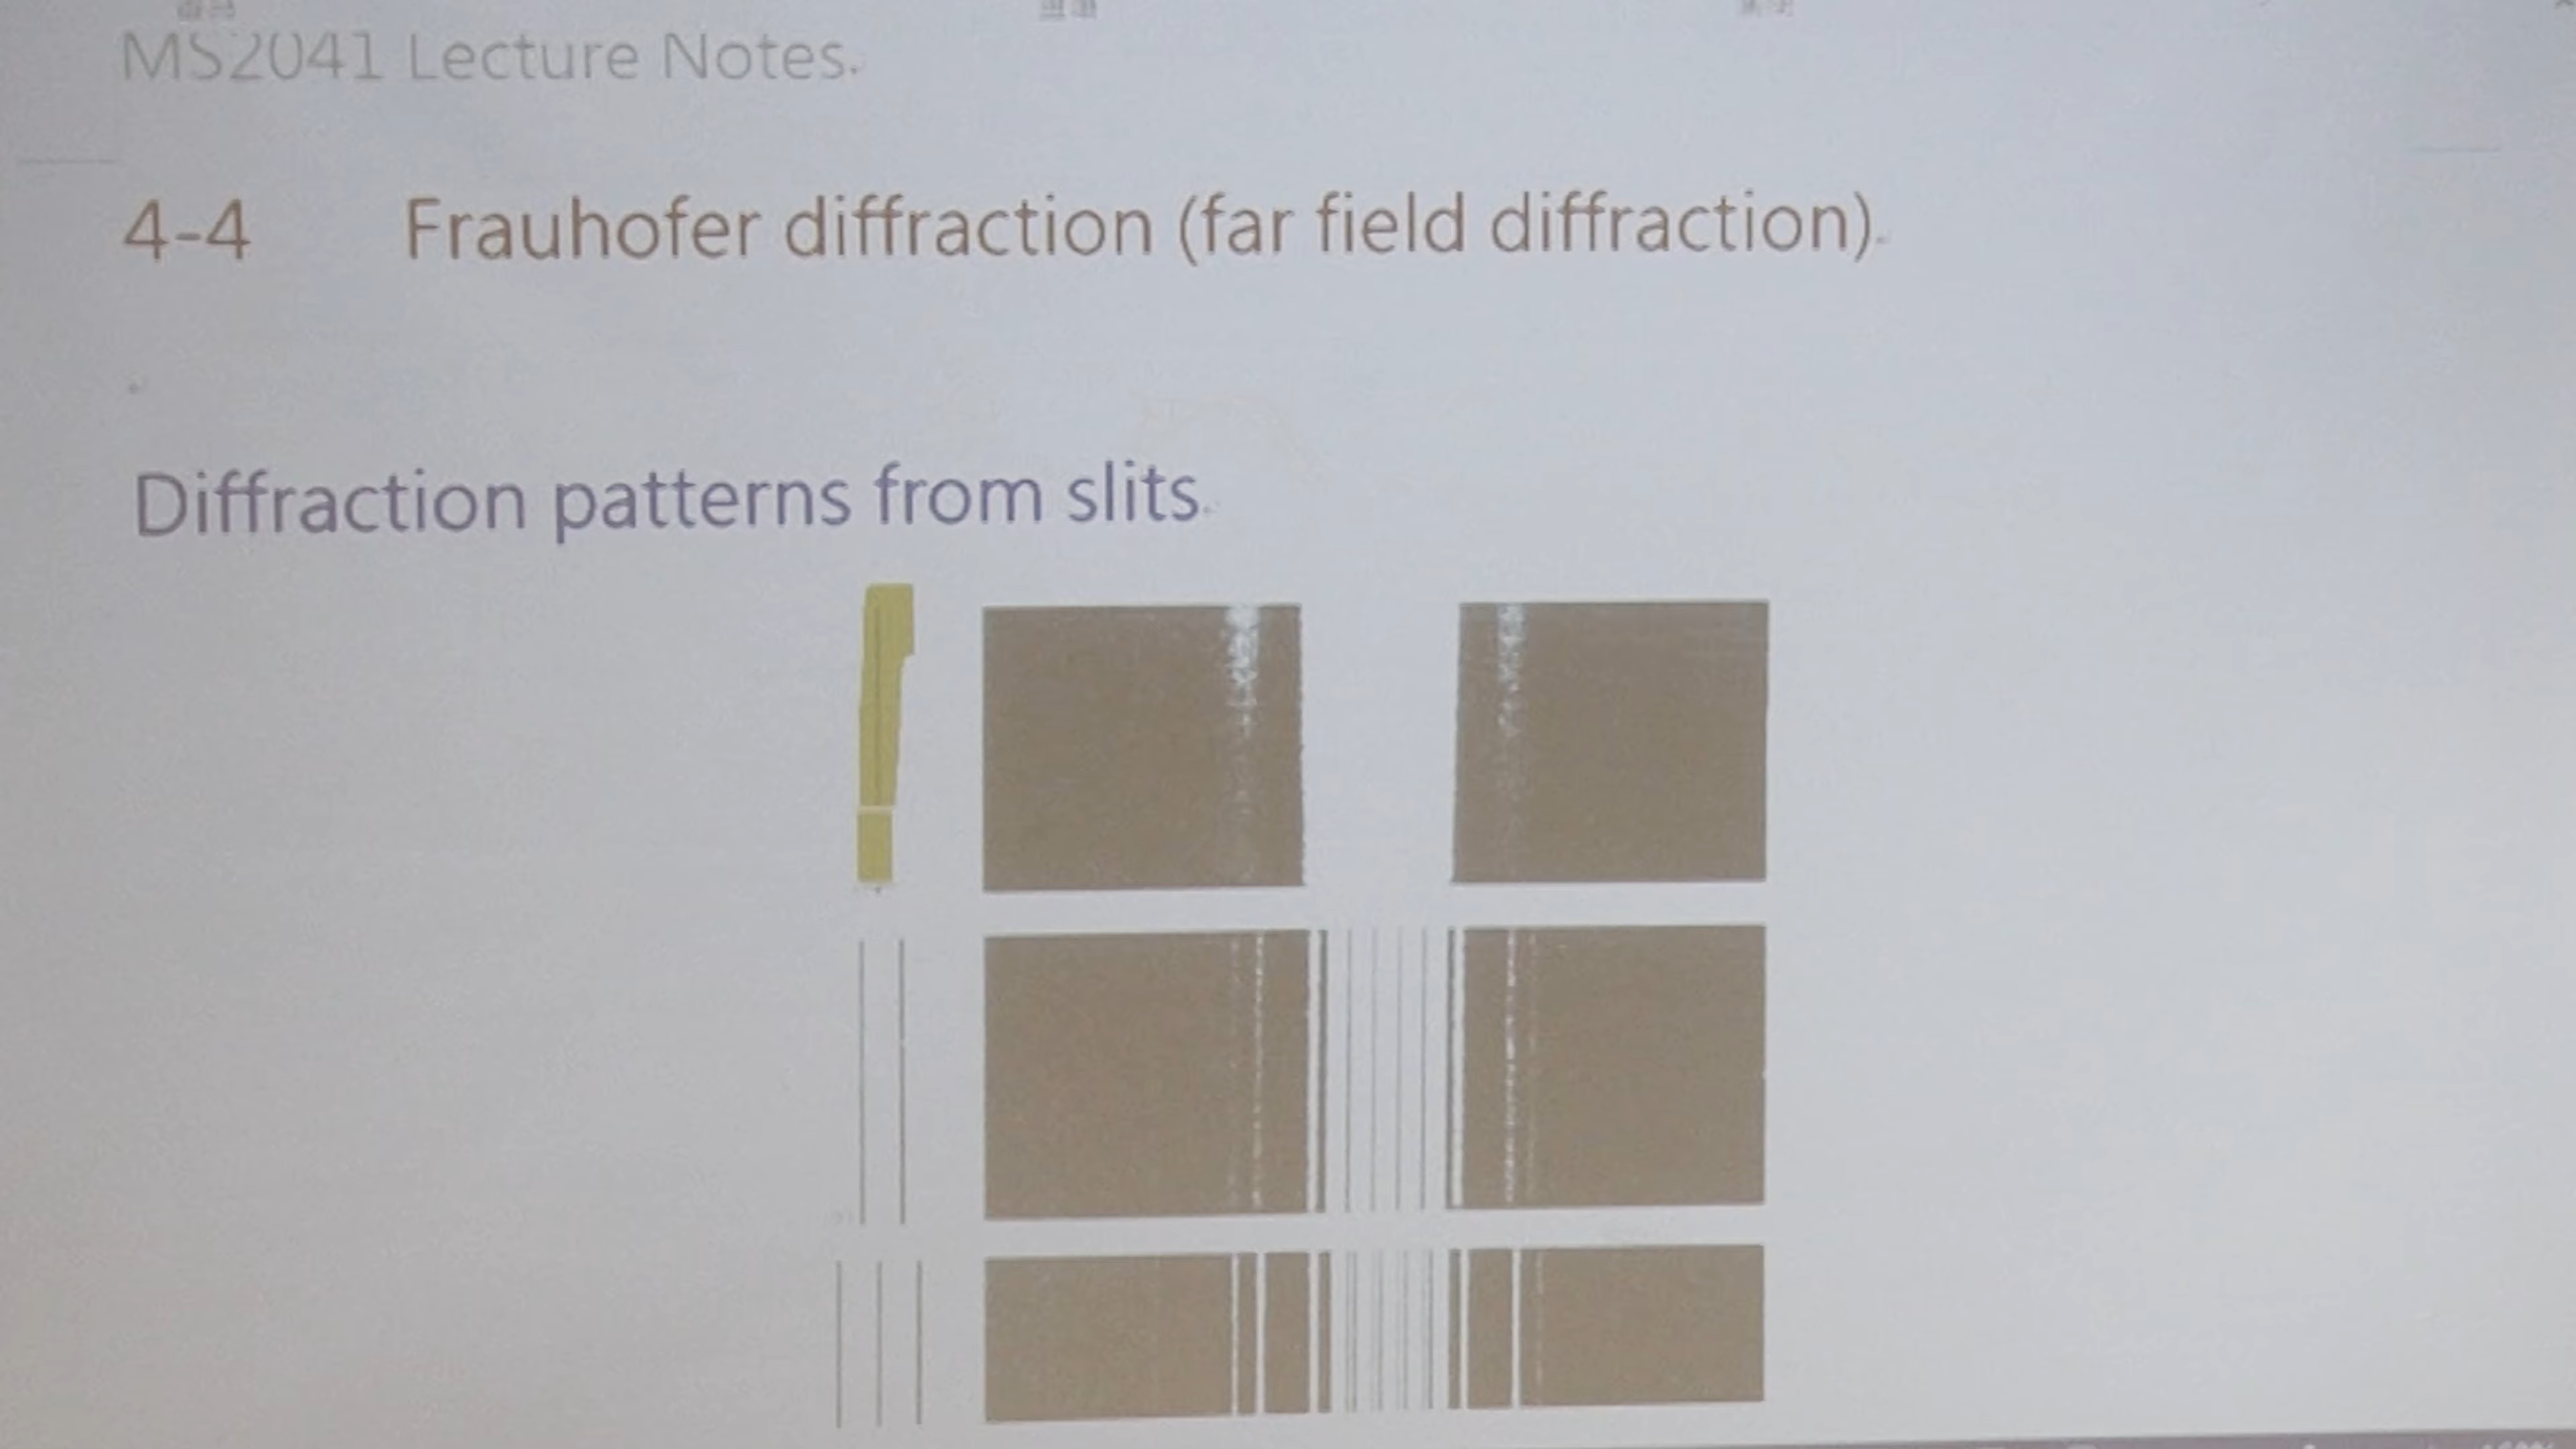 MS2041 Lecture Notes
4-4 Frauhofer diffraction (far field diffraction)
Diffraction patterns from slits